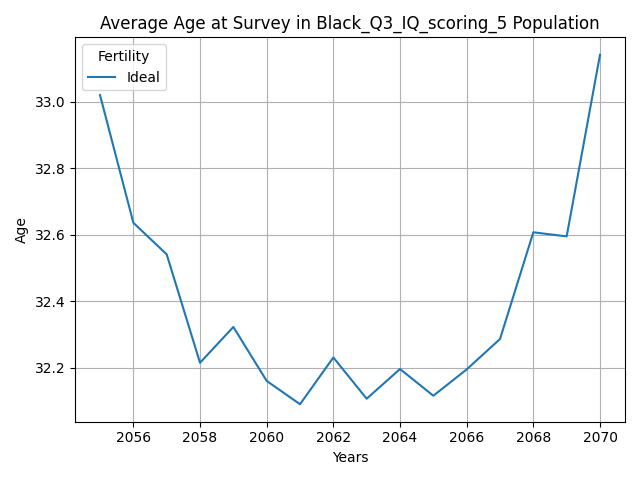 Average Age at Survey in Black_Q3_IQ_scoring_5 Population
Fertility
Ideal
33.0
32.8
32.6
32.4
32.2
Age
2056 2058 2060 2062 2064 2066 2068 2070
Years